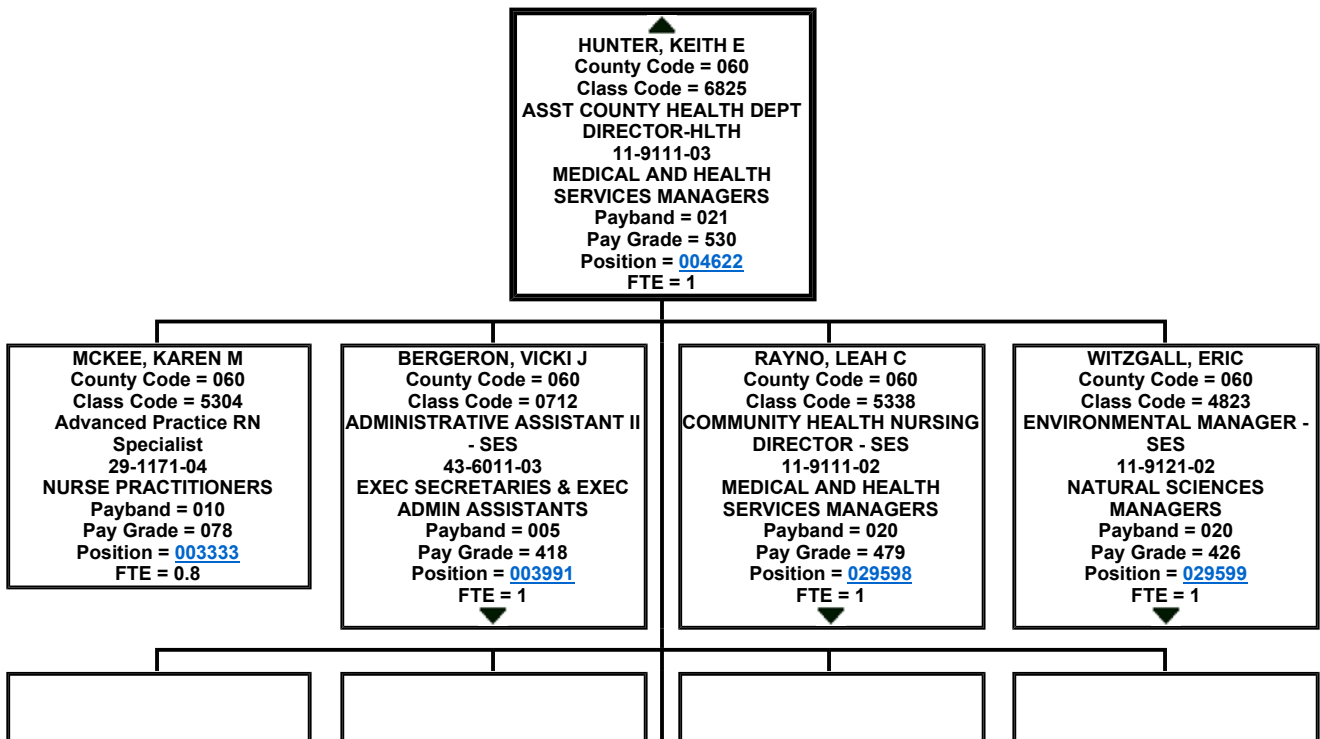 HUNTER, KEITH E
County Code = 060
Class Code = 6825
ASST COUNTY HEALTH DEPT
DIRECTOR-HLTH
11-9111-03
MEDICAL AND HEALTH
SERVICES MANAGERS
Payband = 021
Pay Grade = 530
Position = 004622
FTE = 1
MCKEE, KAREN M
County Code = 060
Class Code = 5304
Advanced Practice RN
Specialist
29-1171-04
NURSE PRACTITIONERS
Payband = 010
Pay Grade = 078
Position = 003333
FTE = 0.8
BERGERON, VICKI J
County Code = 060
Class Code = 0712
ADMINISTRATIVE ASSISTANT II
- SES
43-6011-03
EXEC SECRETARIES & EXEC
ADMIN ASSISTANTS
Payband = 005
Pay Grade = 418
Position = 003991
FTE = 1
RAYNO, LEAH C
County Code = 060
Class Code = 5338
COMMUNITY HEALTH NURSING
DIRECTOR - SES
11-9111-02
MEDICAL AND HEALTH
SERVICES MANAGERS
Payband = 020
Pay Grade = 479
Position = 029598
FTE = 1
WITZGALL, ERIC
County Code = 060
Class Code = 4823
ENVIRONMENTAL MANAGER -
SES
11-9121-02
NATURAL SCIENCES
MANAGERS
Payband = 020
Pay Grade = 426
Position = 029599
FTE = 1